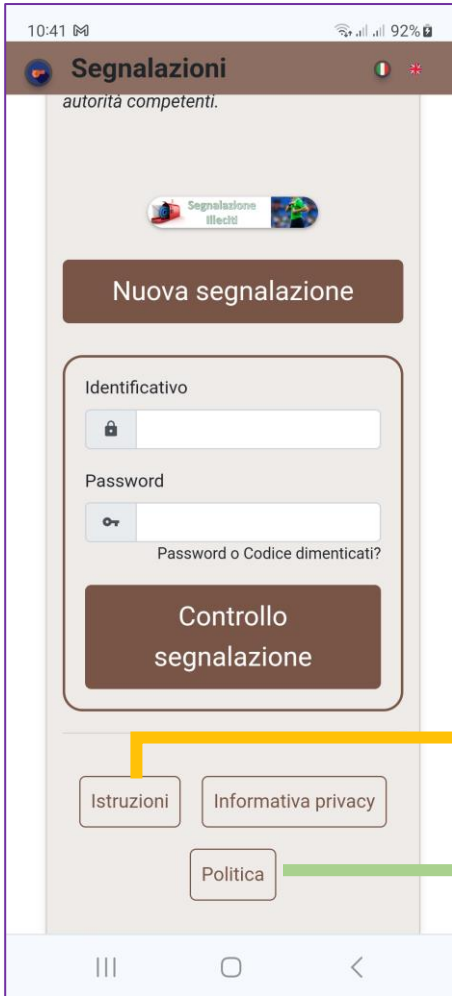 10:41 92%
Segnalazioni
autorità competenti.
Segnalazione
Illeciti
Nuova segnalazione
Identificativo
Password
Password o Codice dimenticati?
Controllo
segnalazione
Istruzioni Informativa privacy
Politica